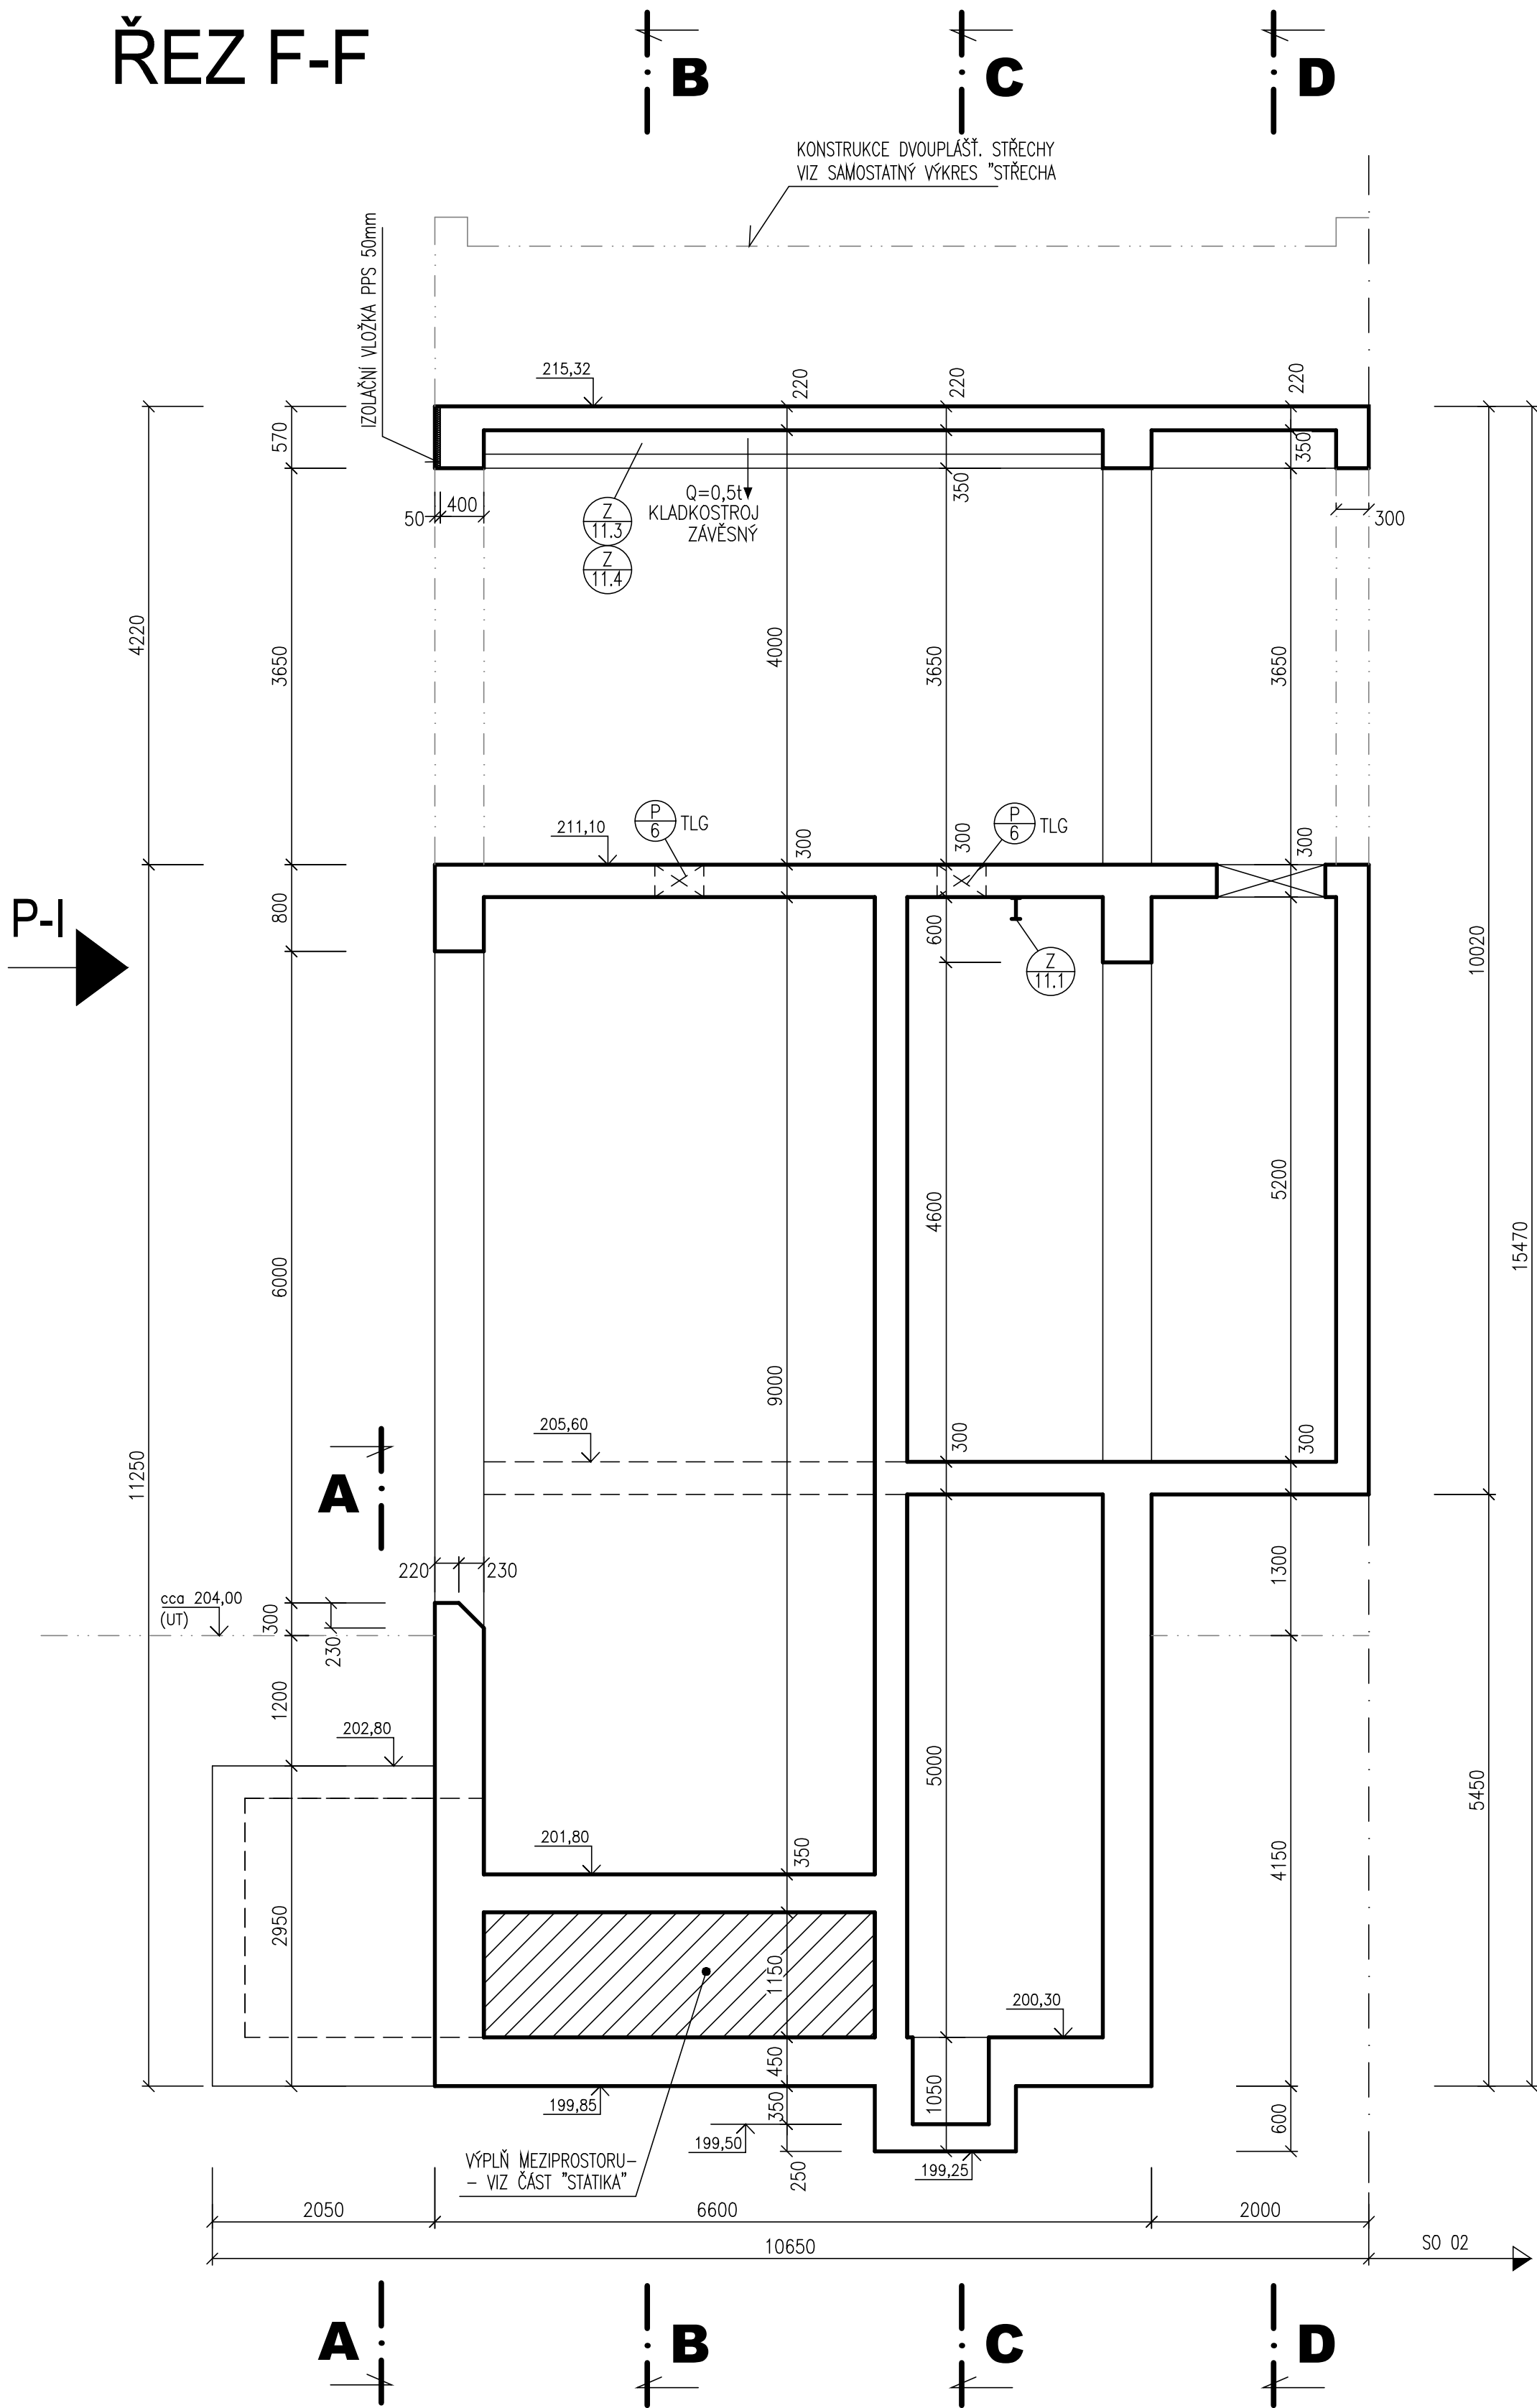 ŘEZ F-F
B
C
D
KONSTRUKCE DVOUPLÁŠŤ. STŘECHY
VIZ SAMOSTATNÝ VÝKRES "STŘECHA
IZOLAČNÍ VLOŽKA PPS 50mm
215,32
220
220
220
570
350
350
50
400
Q=0,5t
KLADKOSTROJ
ZÁVĚSNÝ
Z
11.3
Z
11.4
300
4220
3650
4000
3650
3650
211,10
P
6
TLG
P
6
TLG
300
300
300
P-I
800
600
Z
11.1
10020
15470
6000
4600
5200
9000
11250
205,60
300
300
A
220
230
1300
cca 204,00
(UT)
300
230
1200
202,80
5000
5450
201,80
350
4150
2950
1150
200,30
450
199,85
350
1050
600
199,50
250
199,25
VÝPLŇ MEZIPROSTORU-
- VIZ ČÁST "STATIKA"
2050
6600
2000
10650
SO 02
A
B
C
D